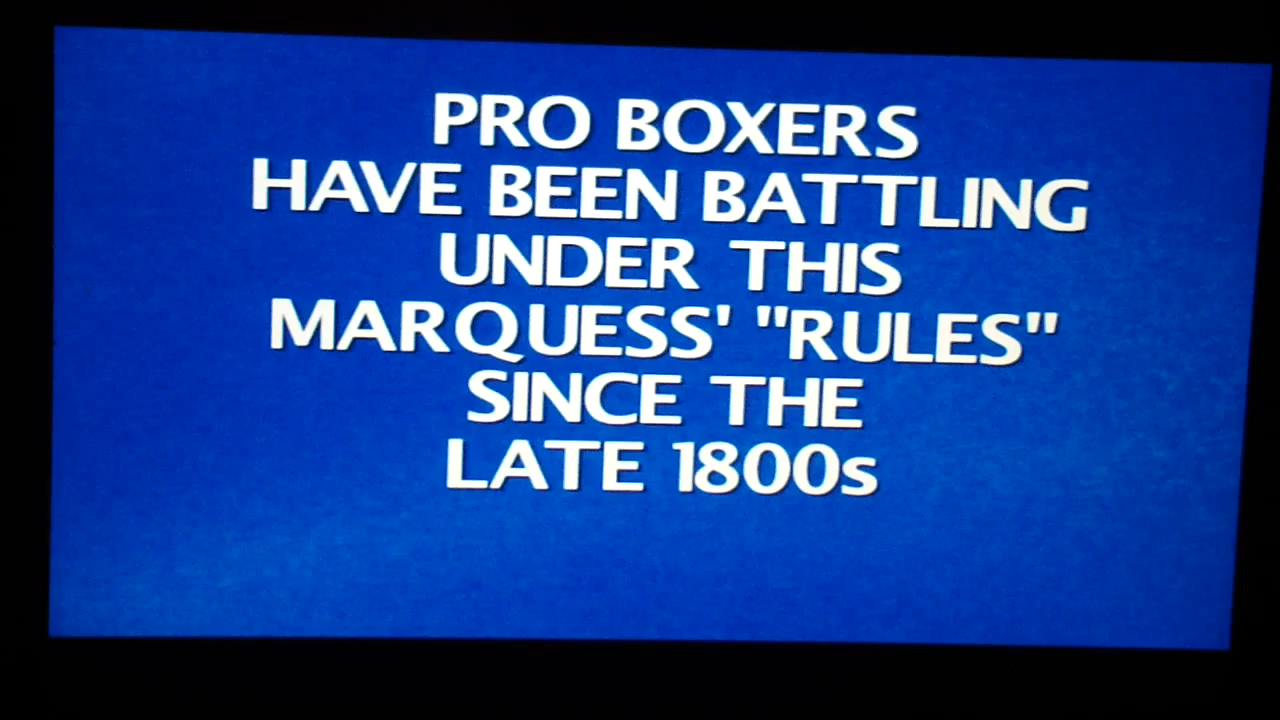 PRO BOXERS
HAVE BEEN BATTLING
UNDER THIS
MARQUESS' "RULES"
SINCE THE
LATE 1800s